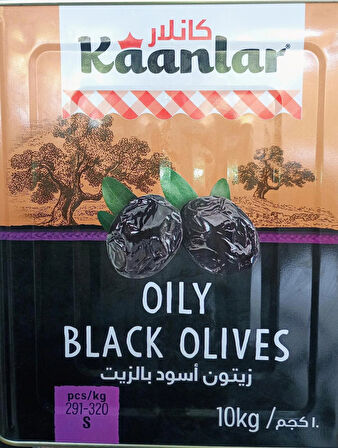 كانلار
Kaanlar®
OILY
BLACK OLIVES
زيتون أسود بالزيت
pcs/kg
291-320
S
10kg / ١٠ كجم